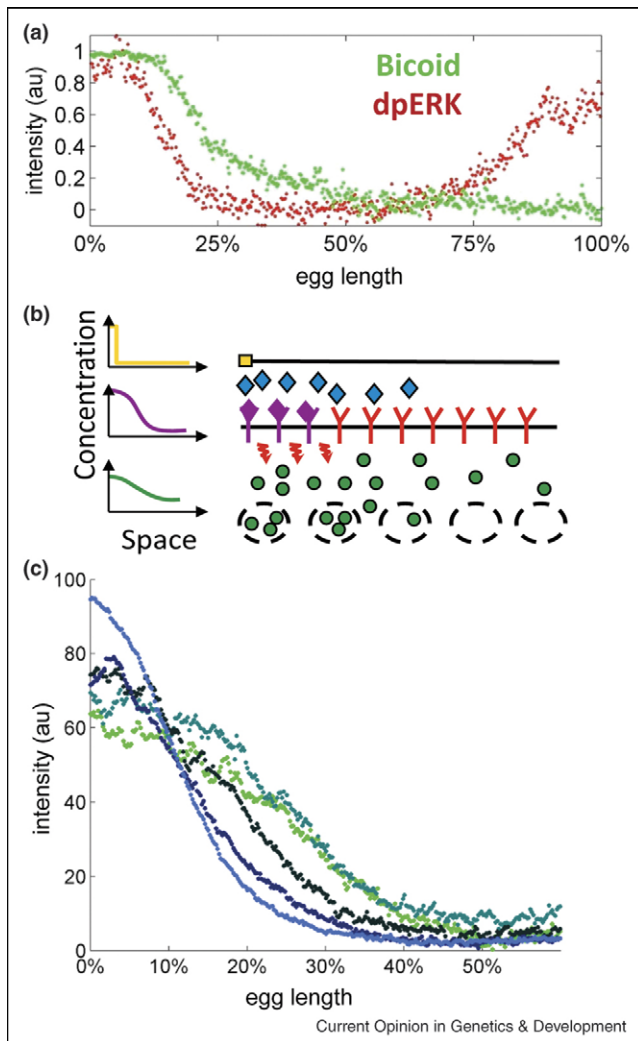 (a)
1
0.8
0.6
0.4
0.2
0
intensity (au)
Bicoid
dpERK
0% 25% 50% 75% 100%
egg length
(b)
Concentration
Space
(c)
100
80
60
40
20
0
intensity (au)
0% 10% 20% 30% 40% 50%
egg length
Current Opinion in Genetics & Development